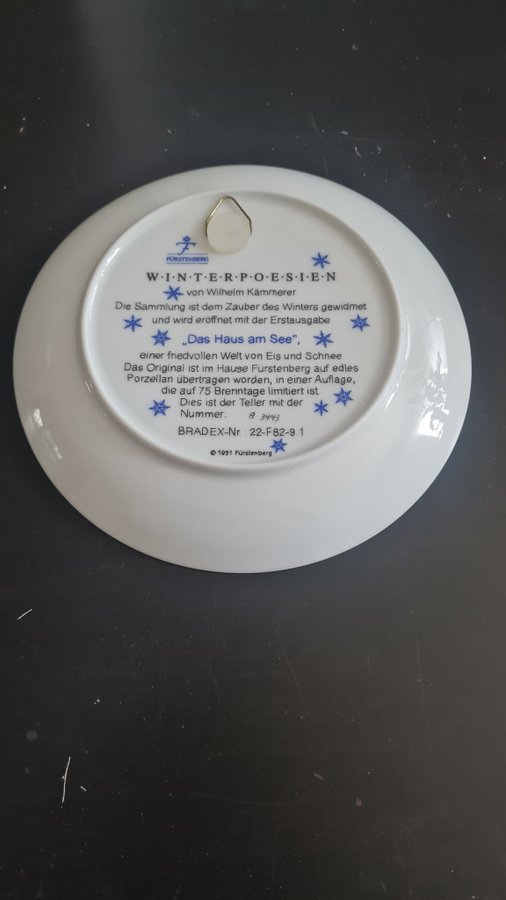 FÜRSTENBERG
W·I·N·T·E·R·P·O·E·S·I·E·N
von Wilhelm Kämmerer
Die Sammlung ist dem Zauber des Winters gewidmet
und wird eröffnet mit der Erstausgabe
„Das Haus am See”,
einer friedvollen Welt von Eis und Schnee
Das Original ist im Hause Fürstenberg auf edles
Porzellan übertragen worden, in einer Auflage,
die auf 75 Brenntage limitiert ist.
Dies ist der Teller mit der
Nummer. A 3443
BRADEX-Nr. 22-F82-9.1
© 1991 Fürstenberg